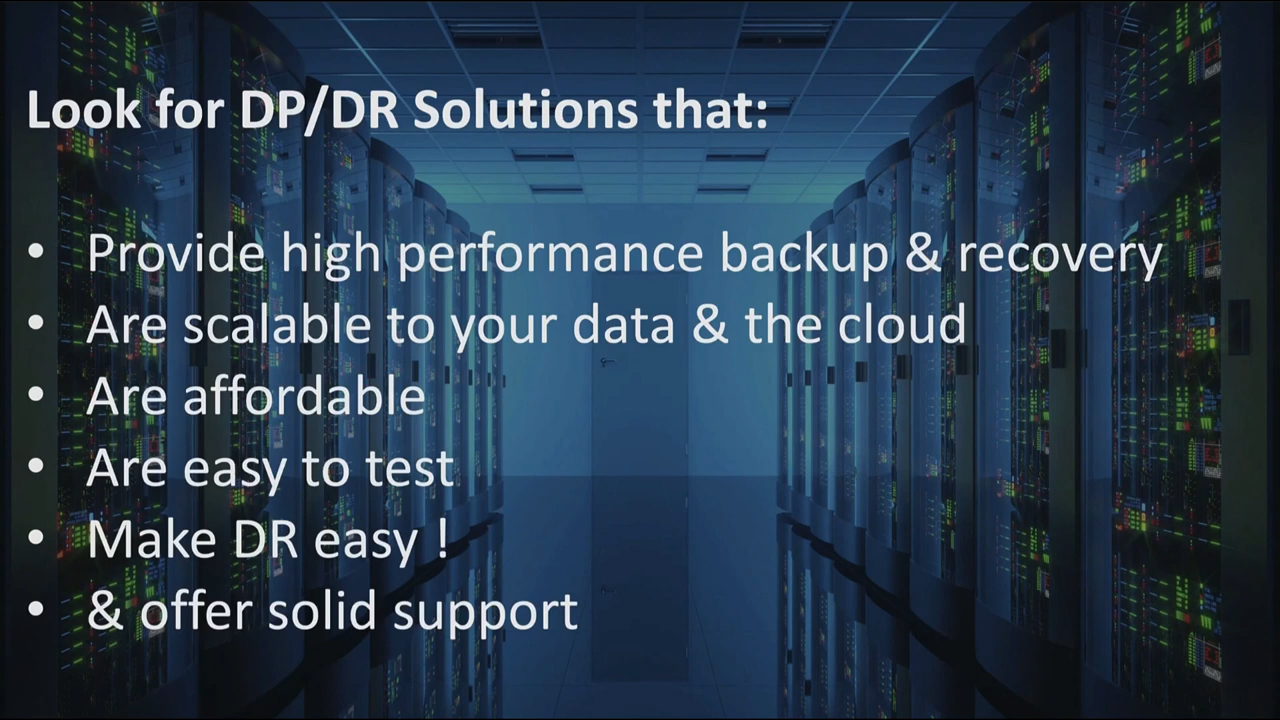 Look for DP/DR Solutions that:
• Provide high performance backup & recovery
• Are scalable to your data & the cloud
• Are affordable
• Are easy to test
• Make DR easy !
• & offer solid support